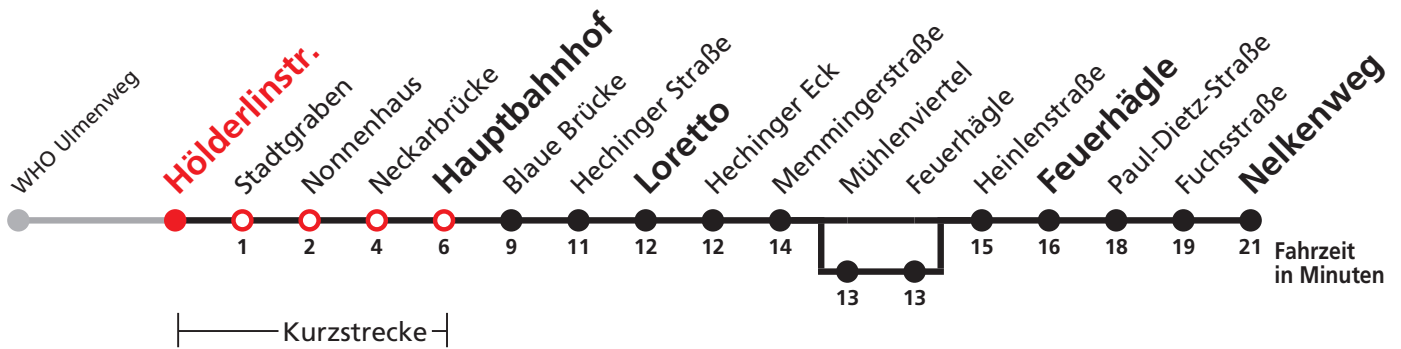 WHO Ulmenweg
Hölderlinstr.
Stadtgraben
Nonnenhaus
Neckarbrücke
Hauptbahnhof
Blaue Brücke
Hechinger Straße
Loretto
Hechinger Eck
Memmingerstraße
Mühlenviertel
Feuerhägle
Heinlenstraße
Feuerhägle
Paul-Dietz-Straße
Fuchsstraße
Nelkenweg
1 2 4 6 9 11 12 12 14 15 16 18 19 21
Fahrzeit
in Minuten
13 13
Kurzstrecke